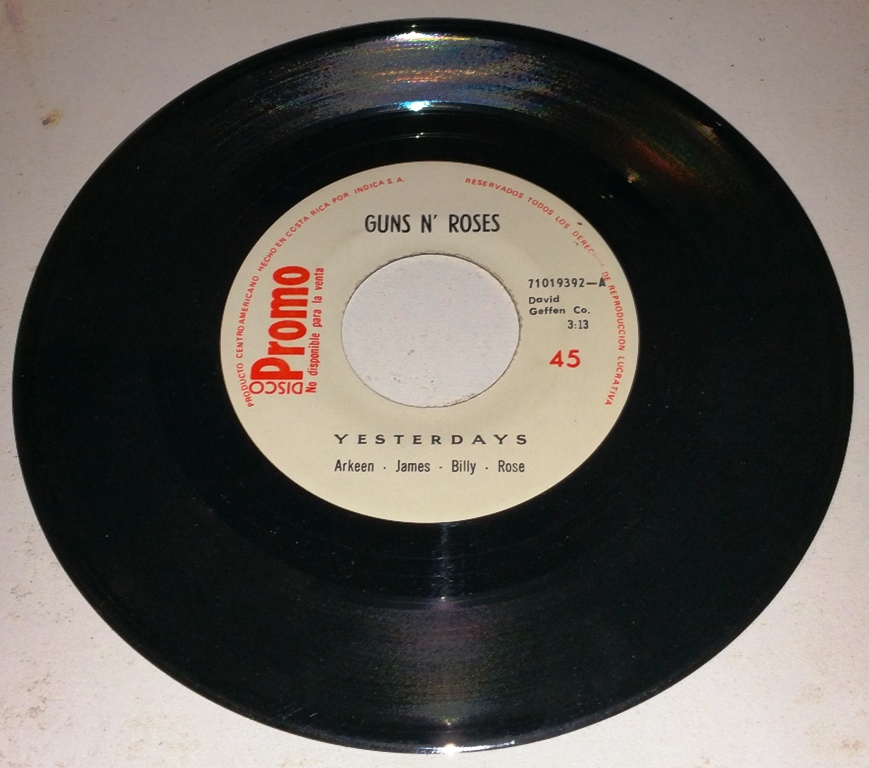 PRODUCTO CENTROAMERICANO HECHO EN COSTA RICA POR INDICA S.A.
RESERVADOS TODOS LOS DERECHOS DE REPRODUCCION LUCRATIVA
GUNS N' ROSES
DISCO Promo
No disponible para la venta
71019392—A
David
Geffen Co.
3:13
45
YESTERDAYS
Arkeen · James · Billy · Rose